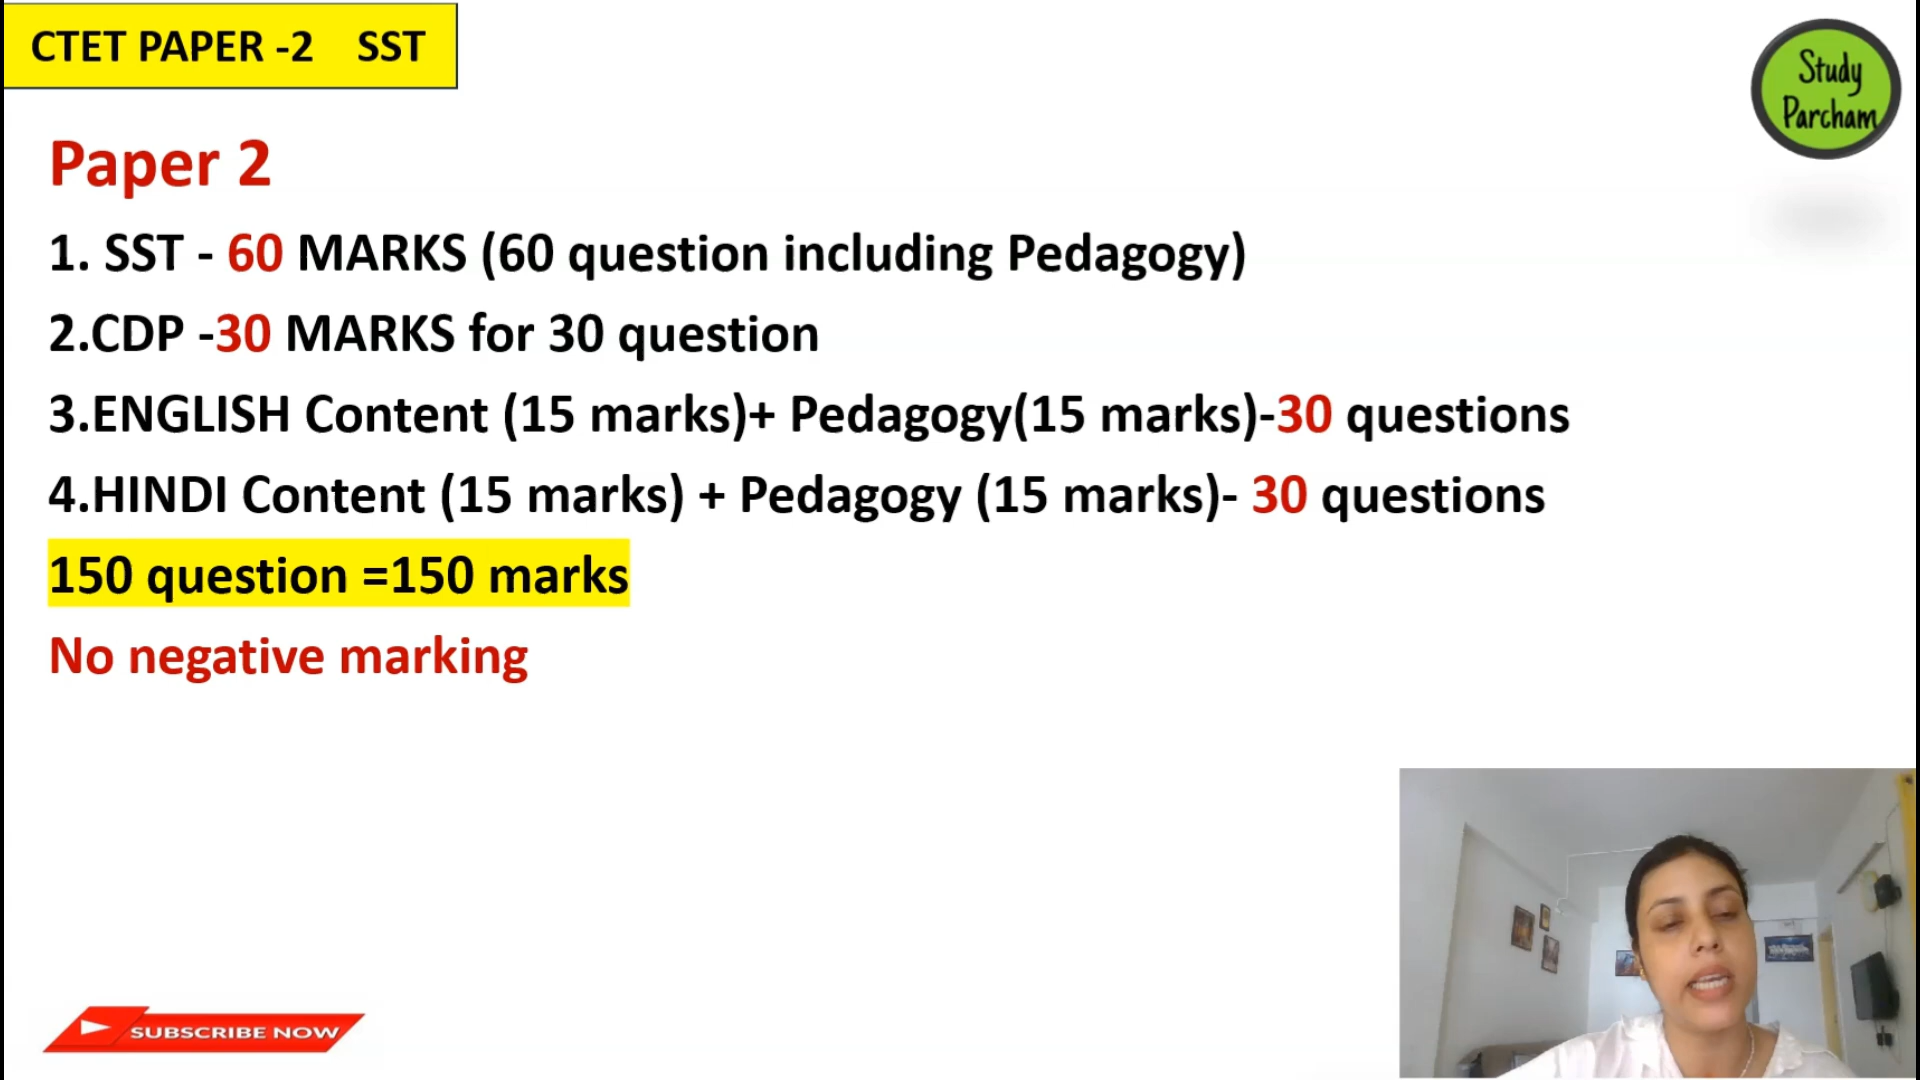 CTET PAPER -2 SST
Study
Parcham
Paper 2
1. SST - 60 MARKS (60 question including Pedagogy)
2.CDP -30 MARKS for 30 question
3.ENGLISH Content (15 marks)+ Pedagogy(15 marks)-30 questions
4.HINDI Content (15 marks) + Pedagogy (15 marks)- 30 questions
150 question =150 marks
No negative marking
SUBSCRIBE NOW